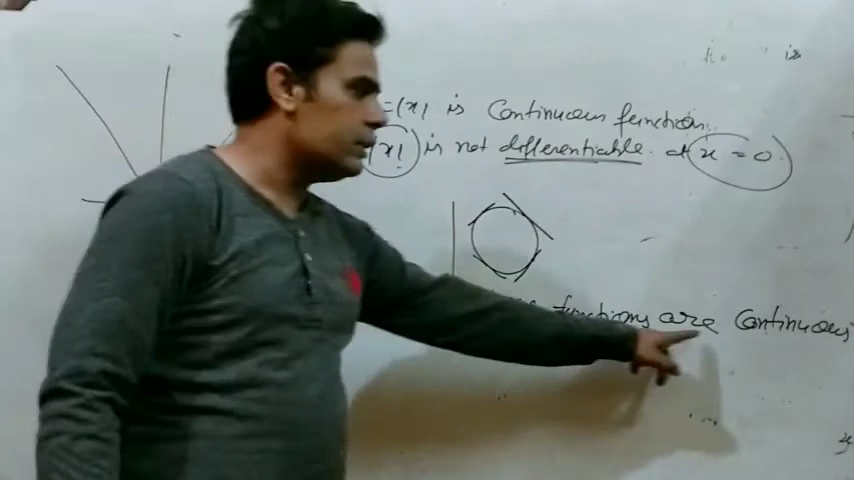 =|x| is Continuous function.
|x| is not differentiable at x = 0.
functions are Continuous